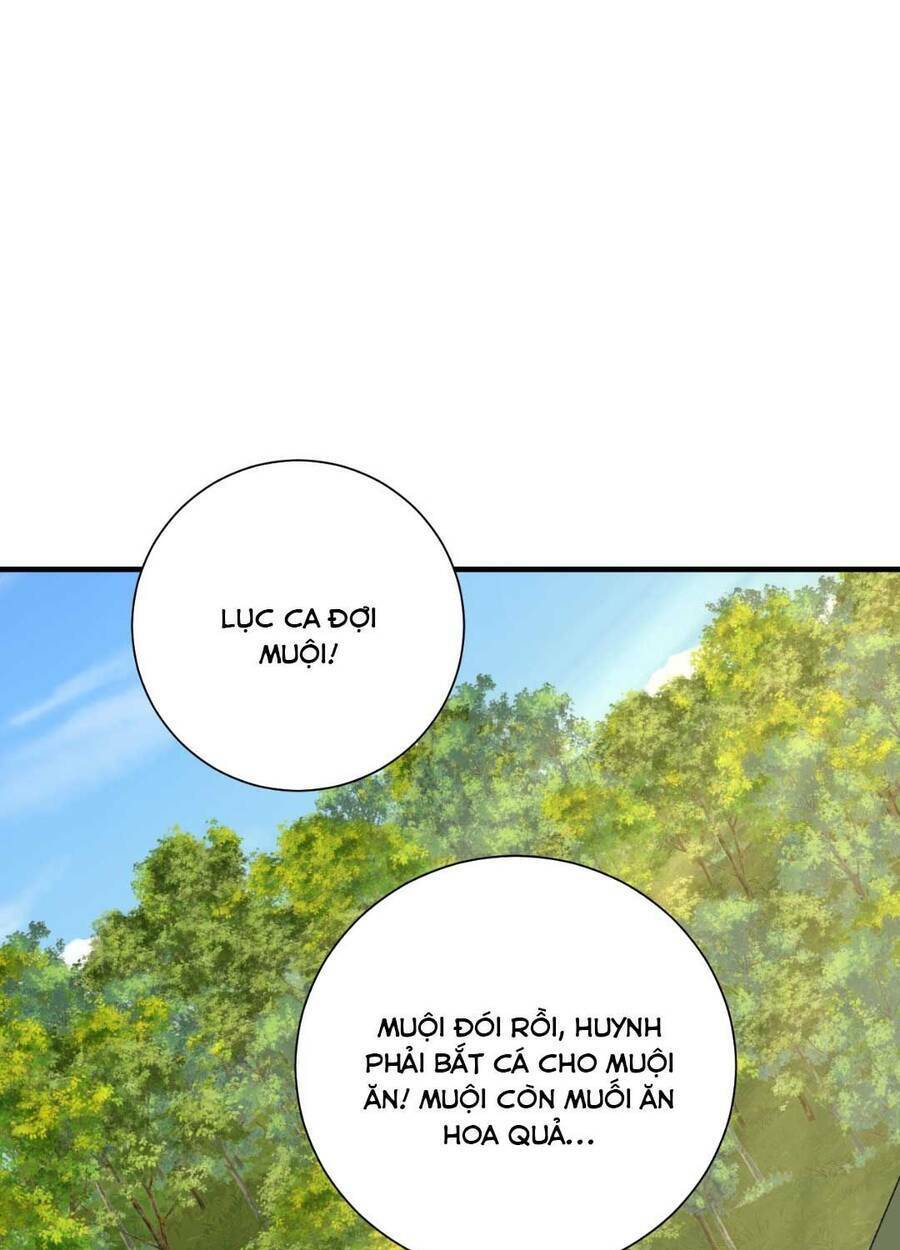 LỤC CA ĐỢI
MUỘI!
MUỘI ĐÓI RỒI, HUYNH
PHẢI BẮT CÁ CHO MUỘI
ĂN! MUỘI CÒN MUỐI ĂN
HOA QUẢ...